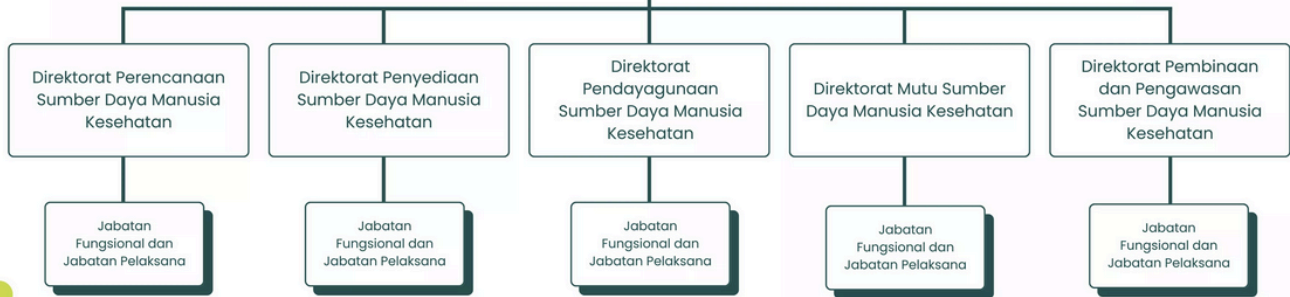 Direktorat Perencanaan
Sumber Daya Manusia
Kesehatan
Direktorat Penyediaan
Sumber Daya Manusia
Kesehatan
Direktorat
Pendayagunaan
Sumber Daya Manusia
Kesehatan
Direktorat Mutu Sumber
Daya Manusia Kesehatan
Direktorat Pembinaan
dan Pengawasan
Sumber Daya Manusia
Kesehatan
Jabatan
Fungsional dan
Jabatan Pelaksana
Jabatan
Fungsional dan
Jabatan Pelaksana
Jabatan
Fungsional dan
Jabatan Pelaksana
Jabatan
Fungsional dan
Jabatan Pelaksana
Jabatan
Fungsional dan
Jabatan Pelaksana